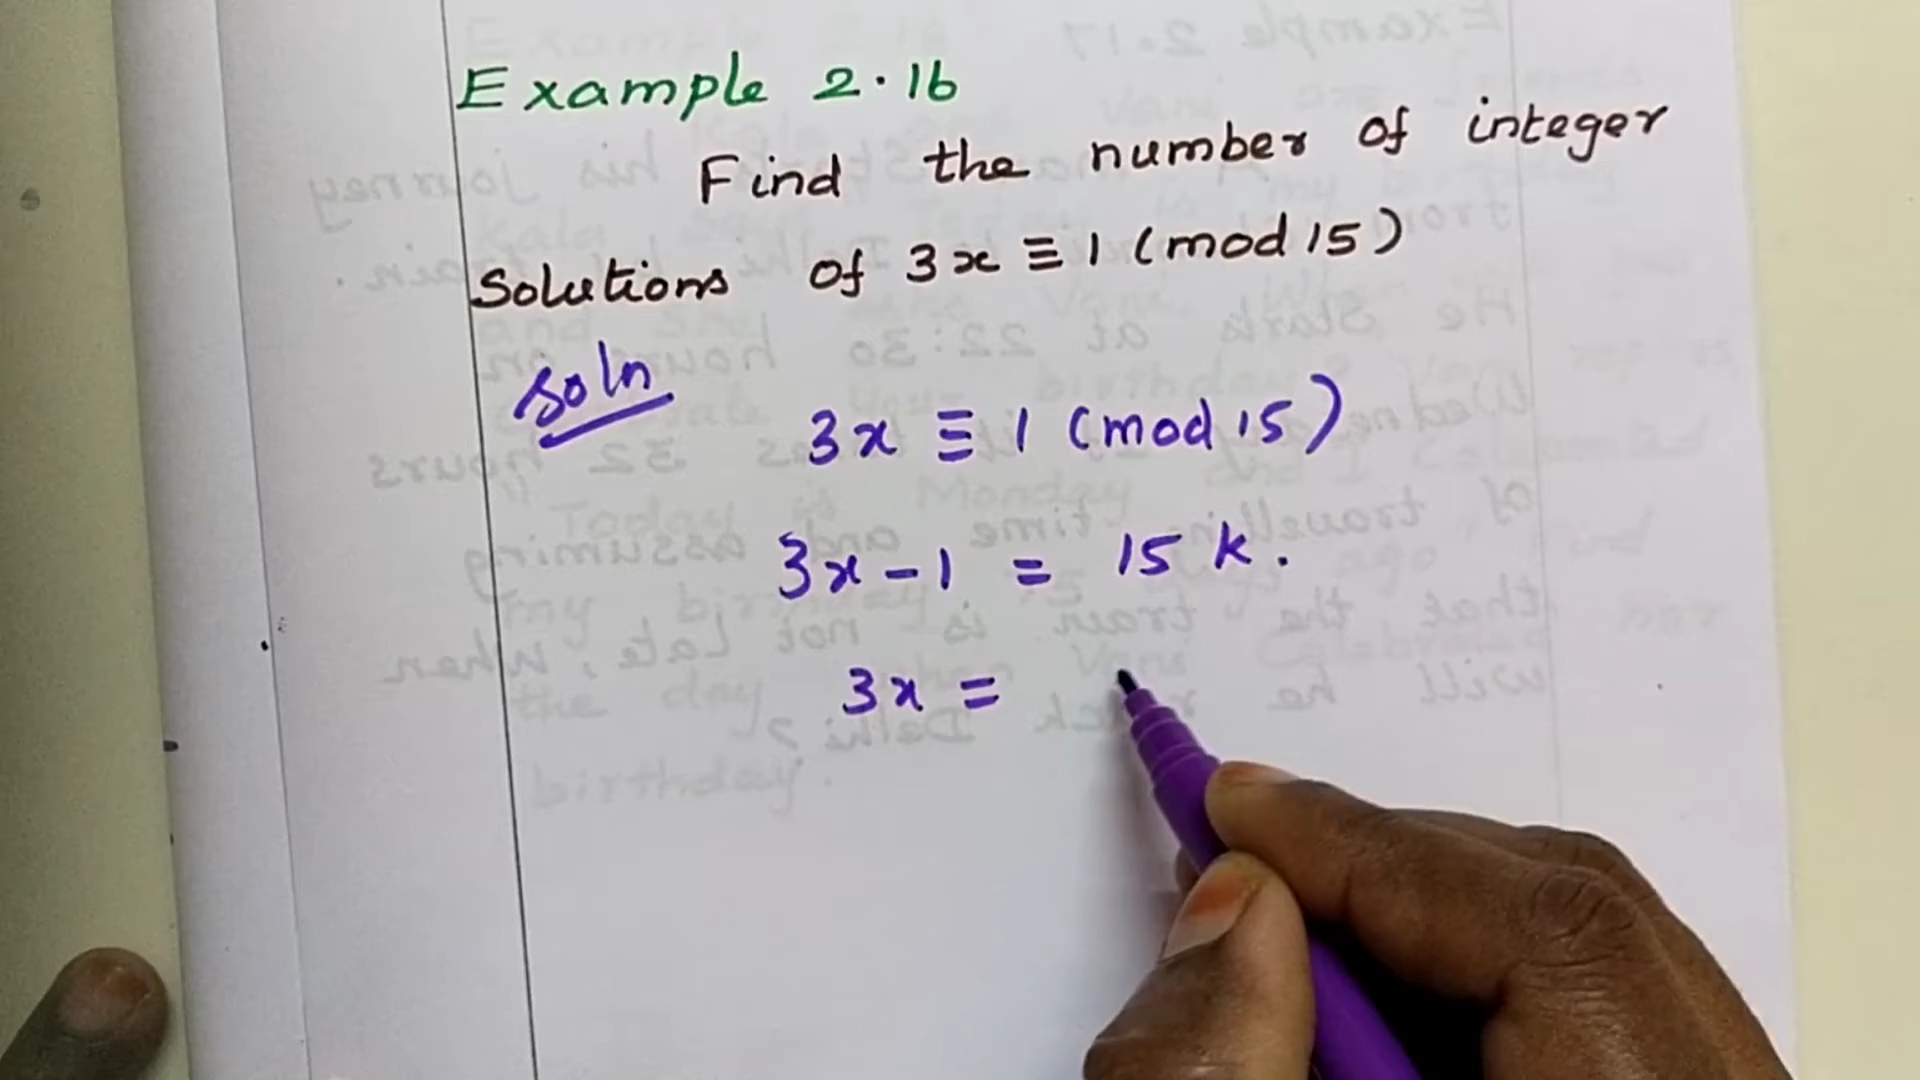 Example 2.16
Find the number of integer
Solutions of 3x ≡ 1 (mod 15)
Soln
3x ≡ 1 (mod 15)
3x - 1 = 15 k.
3x =